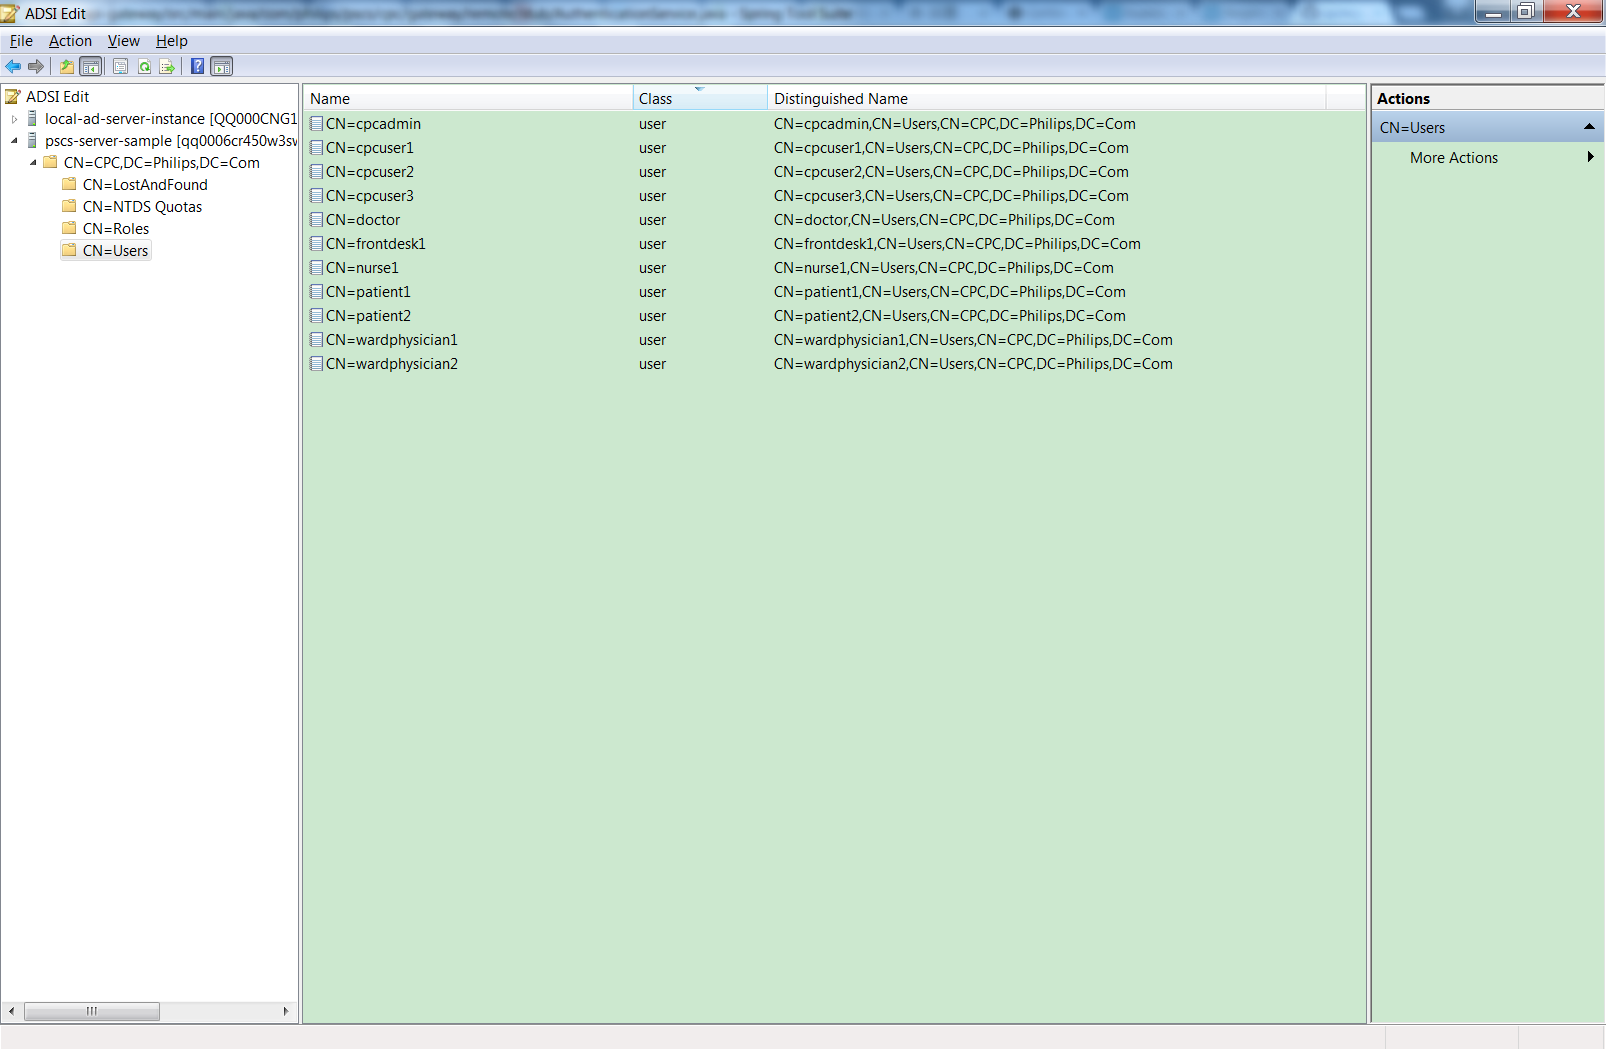 ADSI Edit
File Action View Help
ADSI Edit
local-ad-server-instance [QQ000CNG1
pscs-server-sample [qq0006cr450w3sv
CN=CPC,DC=Philips,DC=Com
CN=LostAndFound
CN=NTDS Quotas
CN=Roles
CN=Users
Name Class Distinguished Name
CN=cpcadmin user CN=cpcadmin,CN=Users,CN=CPC,DC=Philips,DC=Com
CN=cpcuser1 user CN=cpcuser1,CN=Users,CN=CPC,DC=Philips,DC=Com
CN=cpcuser2 user CN=cpcuser2,CN=Users,CN=CPC,DC=Philips,DC=Com
CN=cpcuser3 user CN=cpcuser3,CN=Users,CN=CPC,DC=Philips,DC=Com
CN=doctor user CN=doctor,CN=Users,CN=CPC,DC=Philips,DC=Com
CN=frontdesk1 user CN=frontdesk1,CN=Users,CN=CPC,DC=Philips,DC=Com
CN=nurse1 user CN=nurse1,CN=Users,CN=CPC,DC=Philips,DC=Com
CN=patient1 user CN=patient1,CN=Users,CN=CPC,DC=Philips,DC=Com
CN=patient2 user CN=patient2,CN=Users,CN=CPC,DC=Philips,DC=Com
CN=wardphysician1 user CN=wardphysician1,CN=Users,CN=CPC,DC=Philips,DC=Com
CN=wardphysician2 user CN=wardphysician2,CN=Users,CN=CPC,DC=Philips,DC=Com
Actions
CN=Users
More Actions